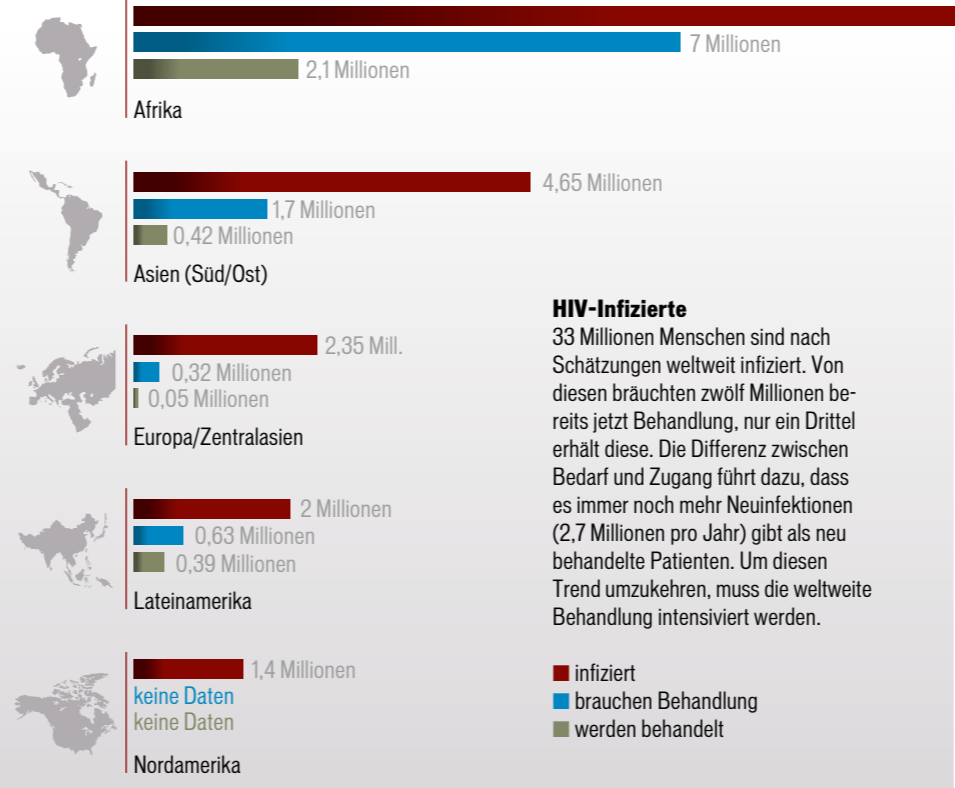 7 Millionen
2,1 Millionen
Afrika
4,65 Millionen
1,7 Millionen
0,42 Millionen
Asien (Süd/Ost)
2,35 Mill.
0,32 Millionen
0,05 Millionen
Europa/Zentralasien
2 Millionen
0,63 Millionen
0,39 Millionen
Lateinamerika
1,4 Millionen
keine Daten
keine Daten
Nordamerika
HIV-Infizierte
33 Millionen Menschen sind nach
Schätzungen weltweit infiziert. Von
diesen bräuchten zwölf Millionen be-
reits jetzt Behandlung, nur ein Drittel
erhält diese. Die Differenz zwischen
Bedarf und Zugang führt dazu, dass
es immer noch mehr Neuinfektionen
(2,7 Millionen pro Jahr) gibt als neu
behandelte Patienten. Um diesen
Trend umzukehren, muss die weltweite
Behandlung intensiviert werden.
infiziert
brauchen Behandlung
werden behandelt